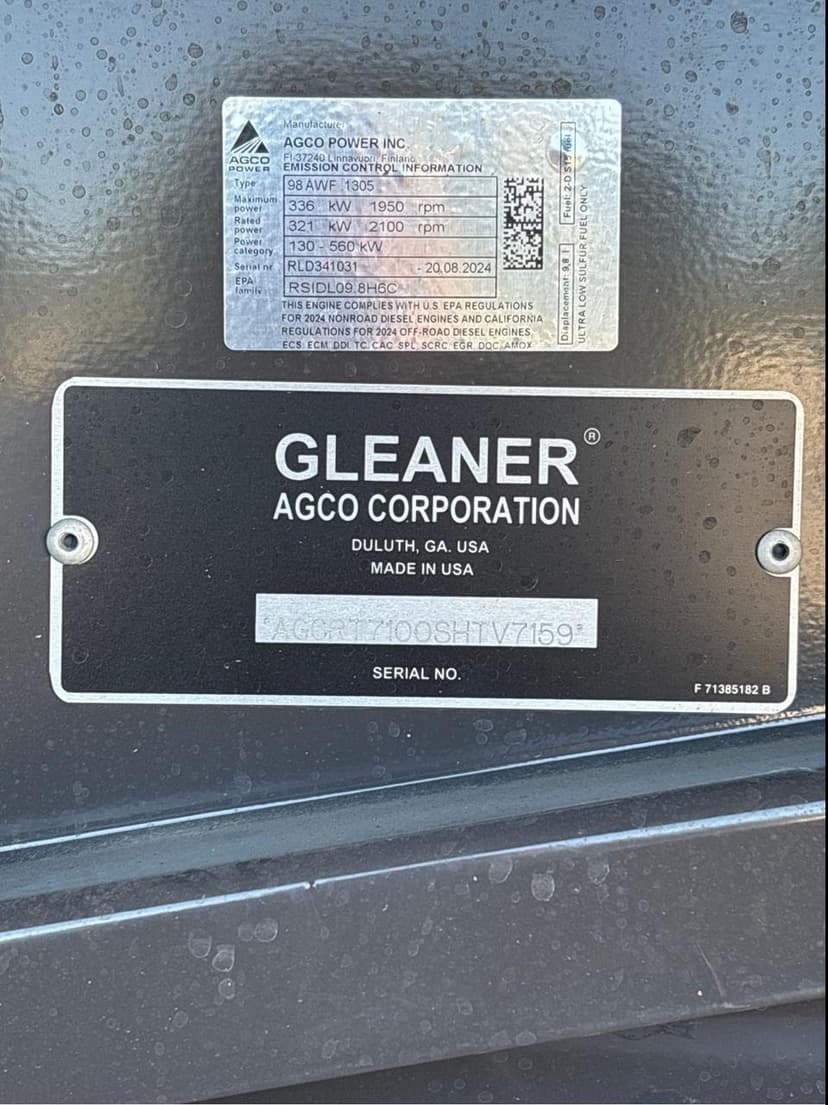 Manufacturer
AGCO POWER INC.
FI-37240 Linnavuori, Finland
AGCO
POWER
EMISSION CONTROL INFORMATION
Type 98 AWF 1305
Maximum power 336 kW 1950 rpm
Rated power 321 kW 2100 rpm
Power category 130 - 560 kW
Serial nr RLD341031 - 20.08.2024
EPA family RSIDL09.8H6C
THIS ENGINE COMPLIES WITH U.S. EPA REGULATIONS
FOR 2024 NONROAD DIESEL ENGINES AND CALIFORNIA
REGULATIONS FOR 2024 OFF-ROAD DIESEL ENGINES
ECS: ECM, DDI, TC, CAC, SPL, SCRC, EGR, DOC, AMOX
Displacement: 9,8 l
Fuel: 2-D S15 fuel
ULTRA LOW SULFUR FUEL ONLY
GLEANER®
AGCO CORPORATION
DULUTH, GA. USA
MADE IN USA
*AGCRT7100SHTV7159*
SERIAL NO.
F 71385182 B